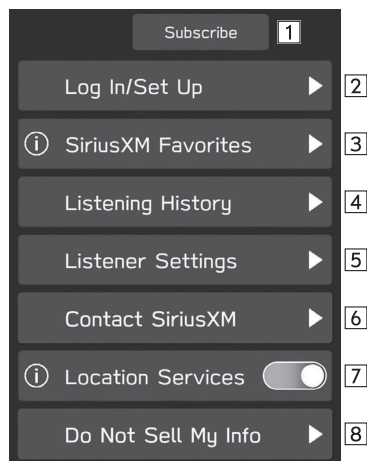 Subscribe 1
Log In/Set Up 2
SiriusXM Favorites 3
Listening History 4
Listener Settings 5
Contact SiriusXM 6
Location Services 7
Do Not Sell My Info 8